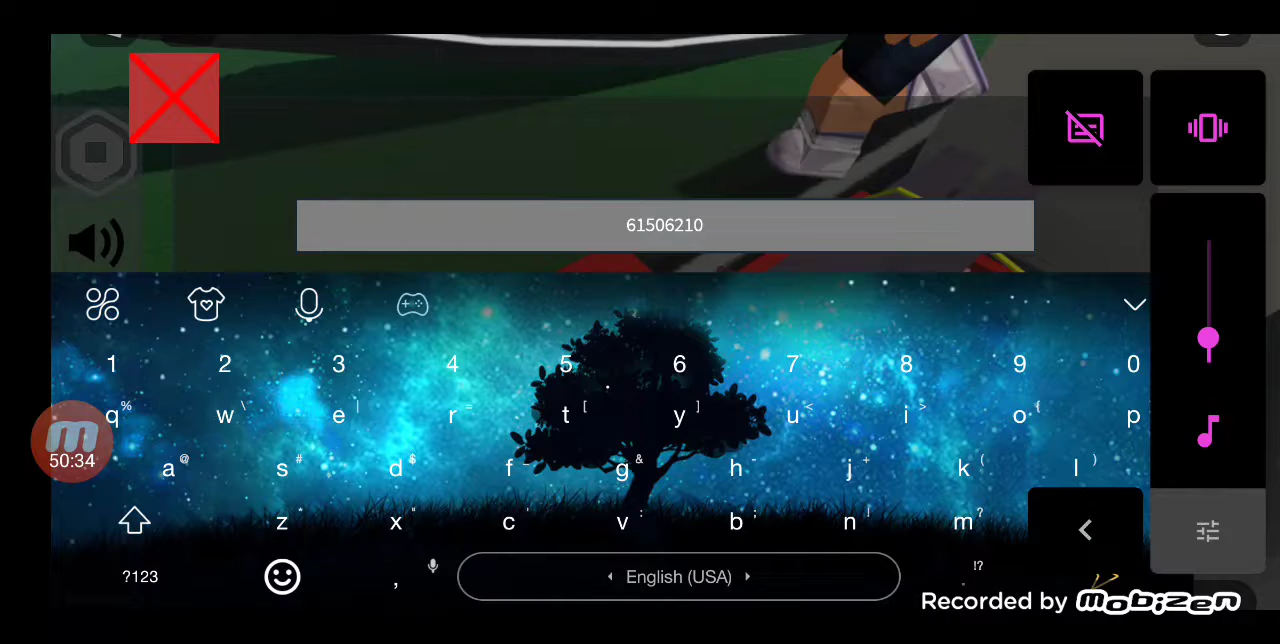 61506210
1 2 3 4 5 6 7 8 9 0
q% w\ e| r= t[ y] u< i> o{ p
50:34
a@ s# d$ f_ g& h- j+ k( l)
z* x" c' v: b; n! m?
?123 , English (USA) . !?
Recorded by mobizen